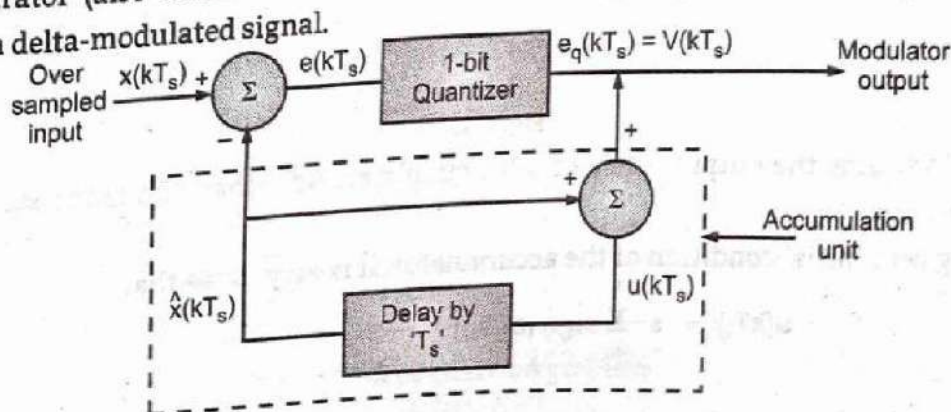 delta-modulated signal.
Over
sampled
input
x(kTs) +
Σ
−
e(kTs)
1-bit
Quantizer
eq(kTs) = V(kTs)
Modulator
output
+
+
Σ
Accumulation
unit
u(kTs)
x̂(kTs)
Delay by
'Ts'